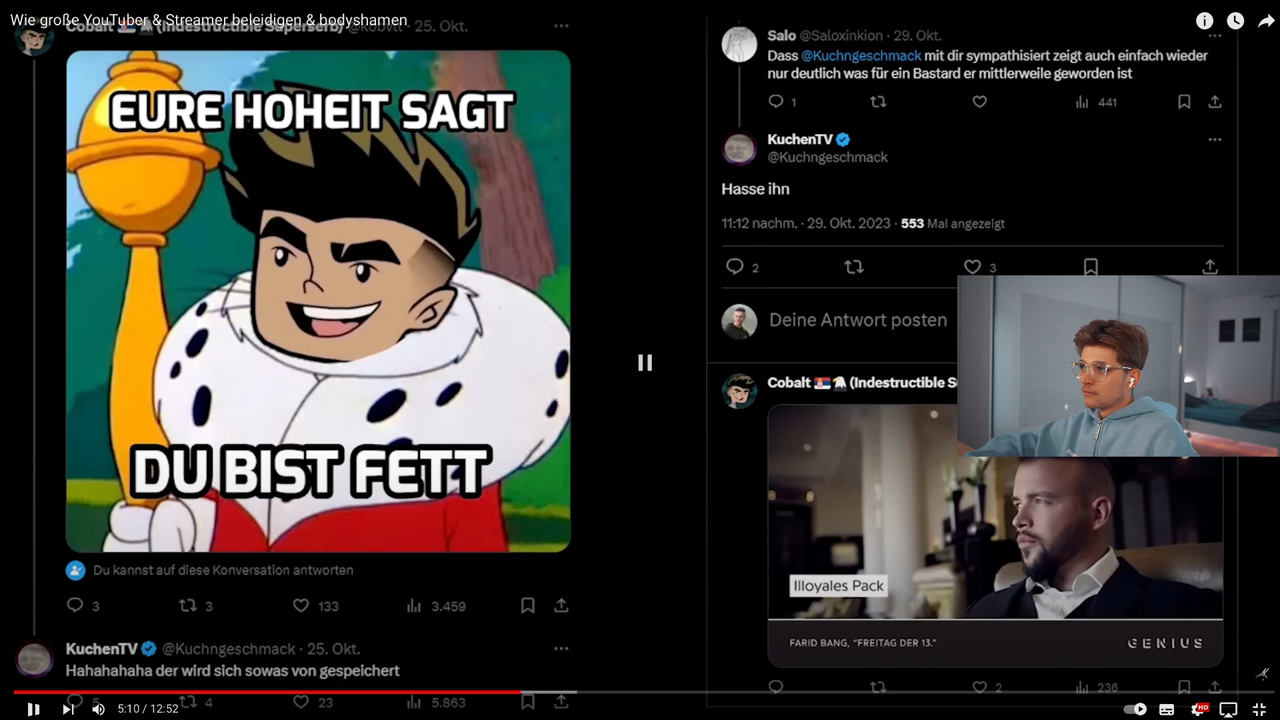 Wie große YouTuber & Streamer beleidigen & bodyshamen
Cobalt (Indestructible Superserb) @kobvtt · 25. Okt.
EURE HOHEIT SAGT
DU BIST FETT
Du kannst auf diese Konversation antworten
3 3 133 3.459
KuchenTV @Kuchngeschmack · 25. Okt.
Hahahahaha der wird sich sowas von gespeichert
5 4 23 5.863
Salo @Saloxinkion · 29. Okt.
Dass @Kuchngeschmack mit dir sympathisiert zeigt auch einfach wieder
nur deutlich was für ein Bastard er mittlerweile geworden ist
1 441
KuchenTV
@Kuchngeschmack
Hasse ihn
11:12 nachm. · 29. Okt. 2023 · 553 Mal angezeigt
2 3
Deine Antwort posten
Cobalt (Indestructible S
Illoyales Pack
FARID BANG, "FREITAG DER 13."
GENIUS
2 236
5:10 / 12:52
HD